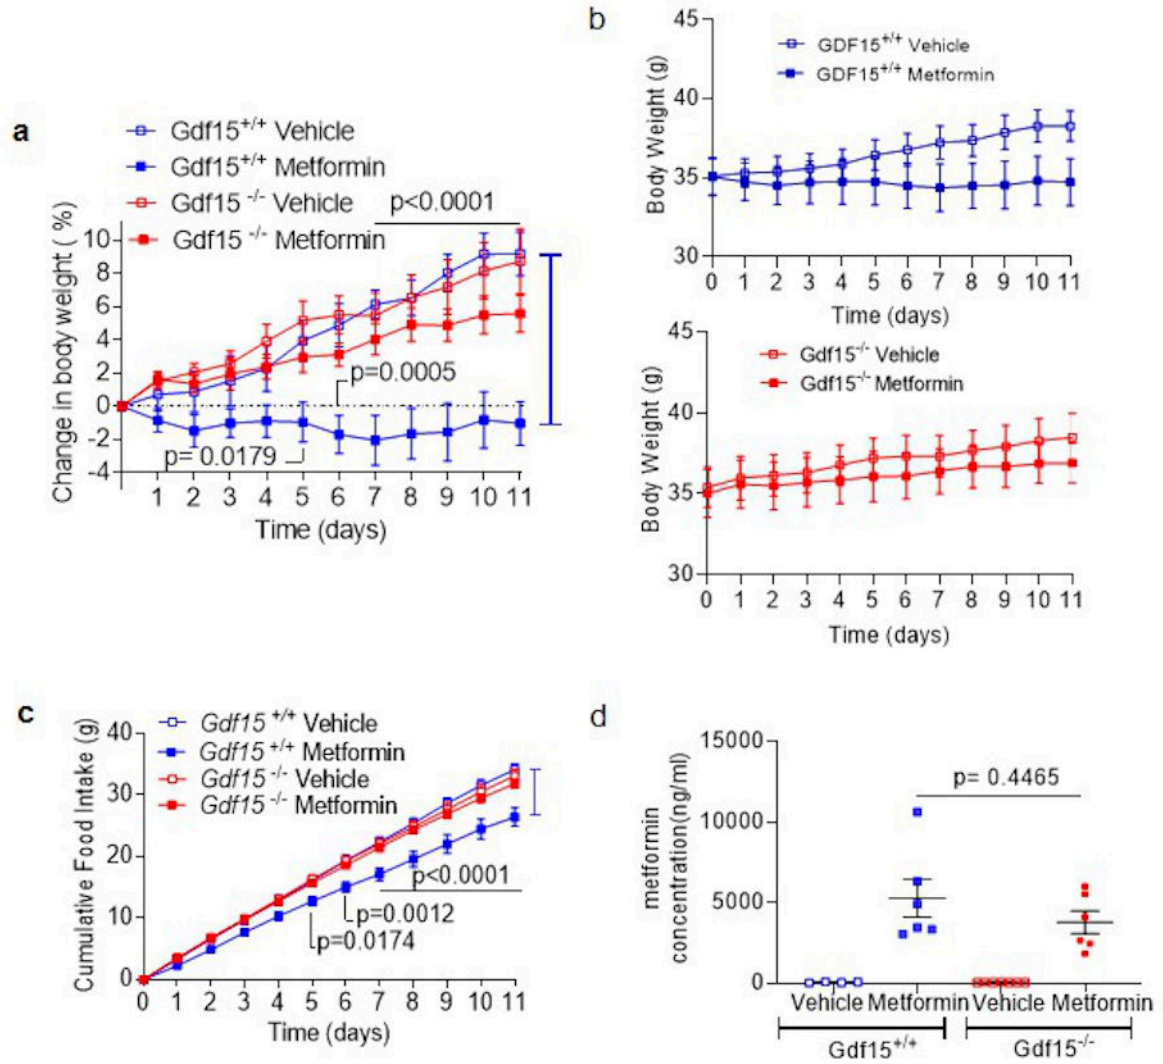 a
Gdf15+/+ Vehicle
Gdf15+/+ Metformin
Gdf15 -/- Vehicle
Gdf15 -/- Metformin
p<0.0001
Change in body weight ( %)
10
8
6
4
2
0
-2
-4
p=0.0005
p= 0.0179
1 2 3 4 5 6 7 8 9 10 11
Time (days)
b
GDF15+/+ Vehicle
GDF15+/+ Metformin
Body Weight (g)
45
40
35
30
0 1 2 3 4 5 6 7 8 9 10 11
Time (days)
Gdf15-/- Vehicle
Gdf15-/- Metformin
Body Weight (g)
45
40
35
30
0 1 2 3 4 5 6 7 8 9 10 11
Time (days)
c
Gdf15 +/+ Vehicle
Gdf15 +/+ Metformin
Gdf15 -/- Vehicle
Gdf15 -/- Metformin
Cumulative Food Intake (g)
40
30
20
10
0
p<0.0001
p=0.0012
p=0.0174
0 1 2 3 4 5 6 7 8 9 10 11
Time (days)
d
metformin
concentration(ng/ml)
15000
10000
5000
0
p= 0.4465
Vehicle Metformin Vehicle Metformin
Gdf15+/+ Gdf15-/-